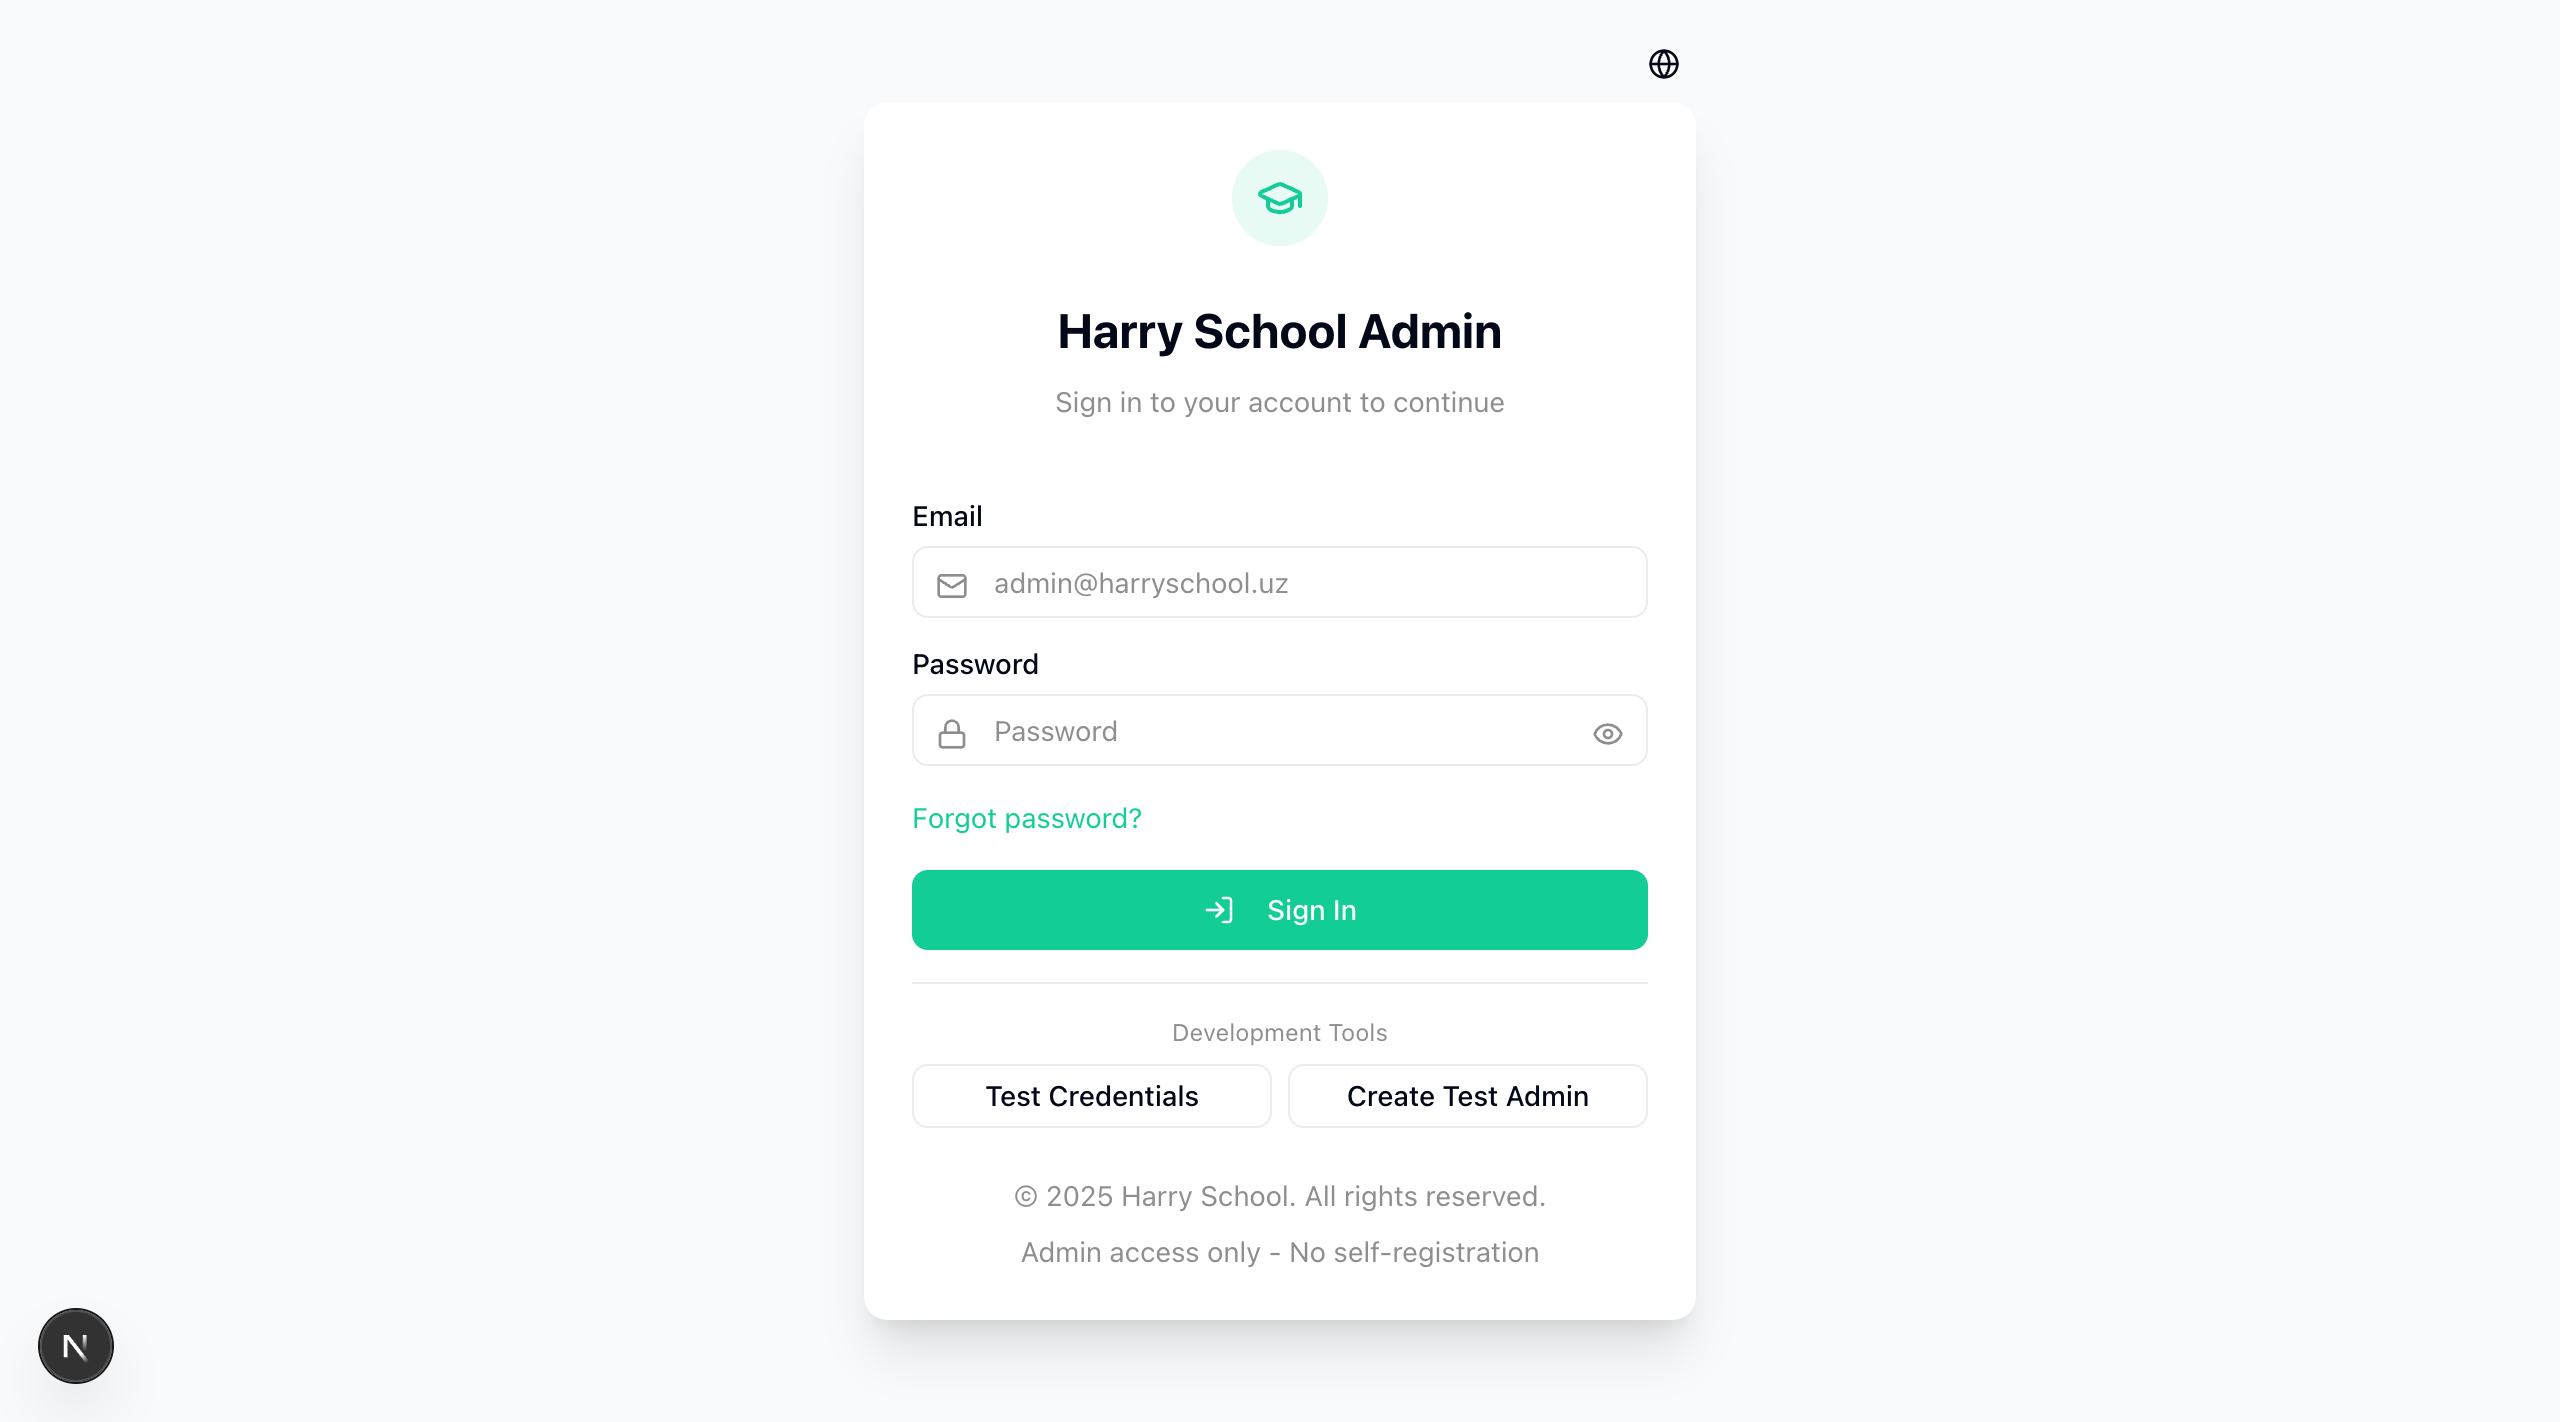 Harry School Admin
Sign in to your account to continue
Email
admin@harryschool.uz
Password
Password
Forgot password?
Sign In
Development Tools
Test Credentials Create Test Admin
© 2025 Harry School. All rights reserved.
Admin access only - No self-registration
N